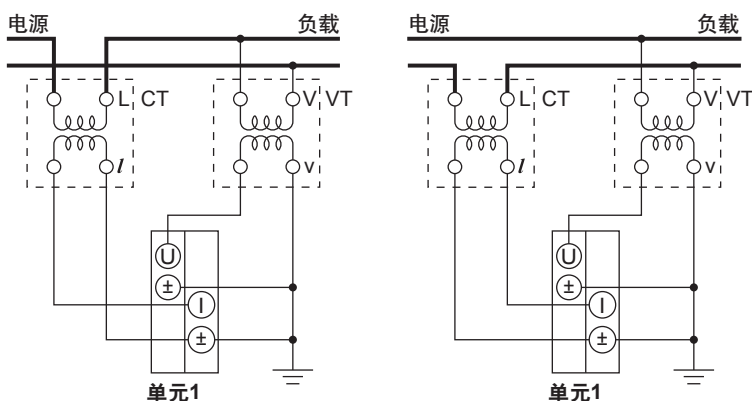 电源 负载 电源 负载
L CT V VT L CT V VT
l v l v
U U
± ±
I I
± ±
单元1 单元1